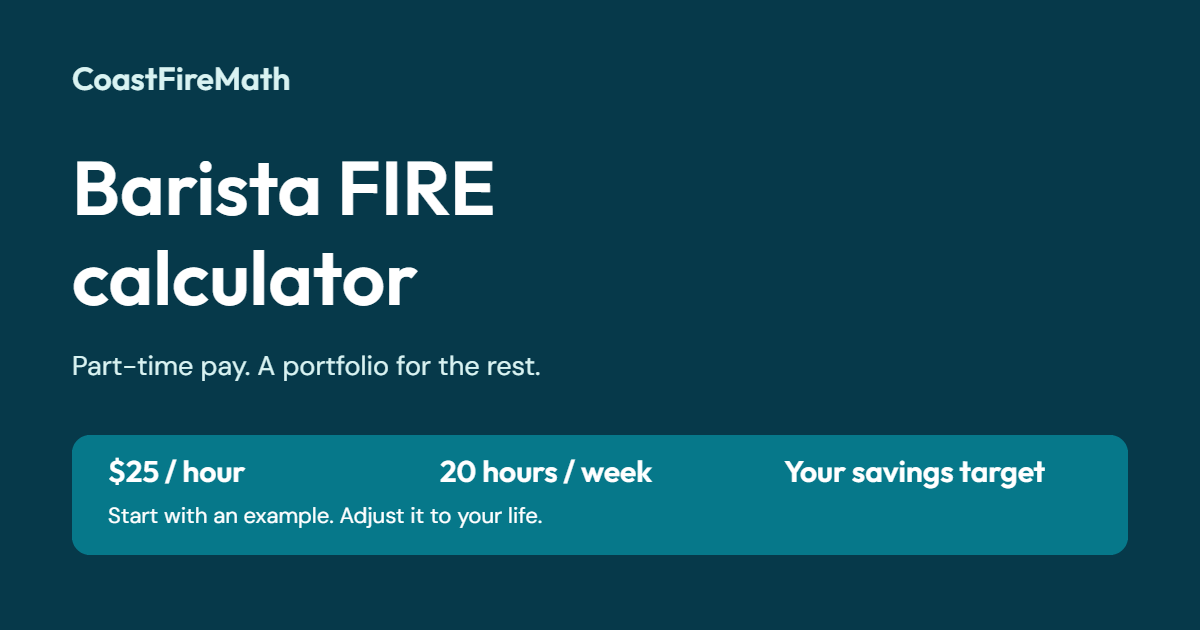 CoastFireMath
Barista FIRE
calculator
Part-time pay. A portfolio for the rest.
$25 / hour
20 hours / week
Your savings target
Start with an example. Adjust it to your life.